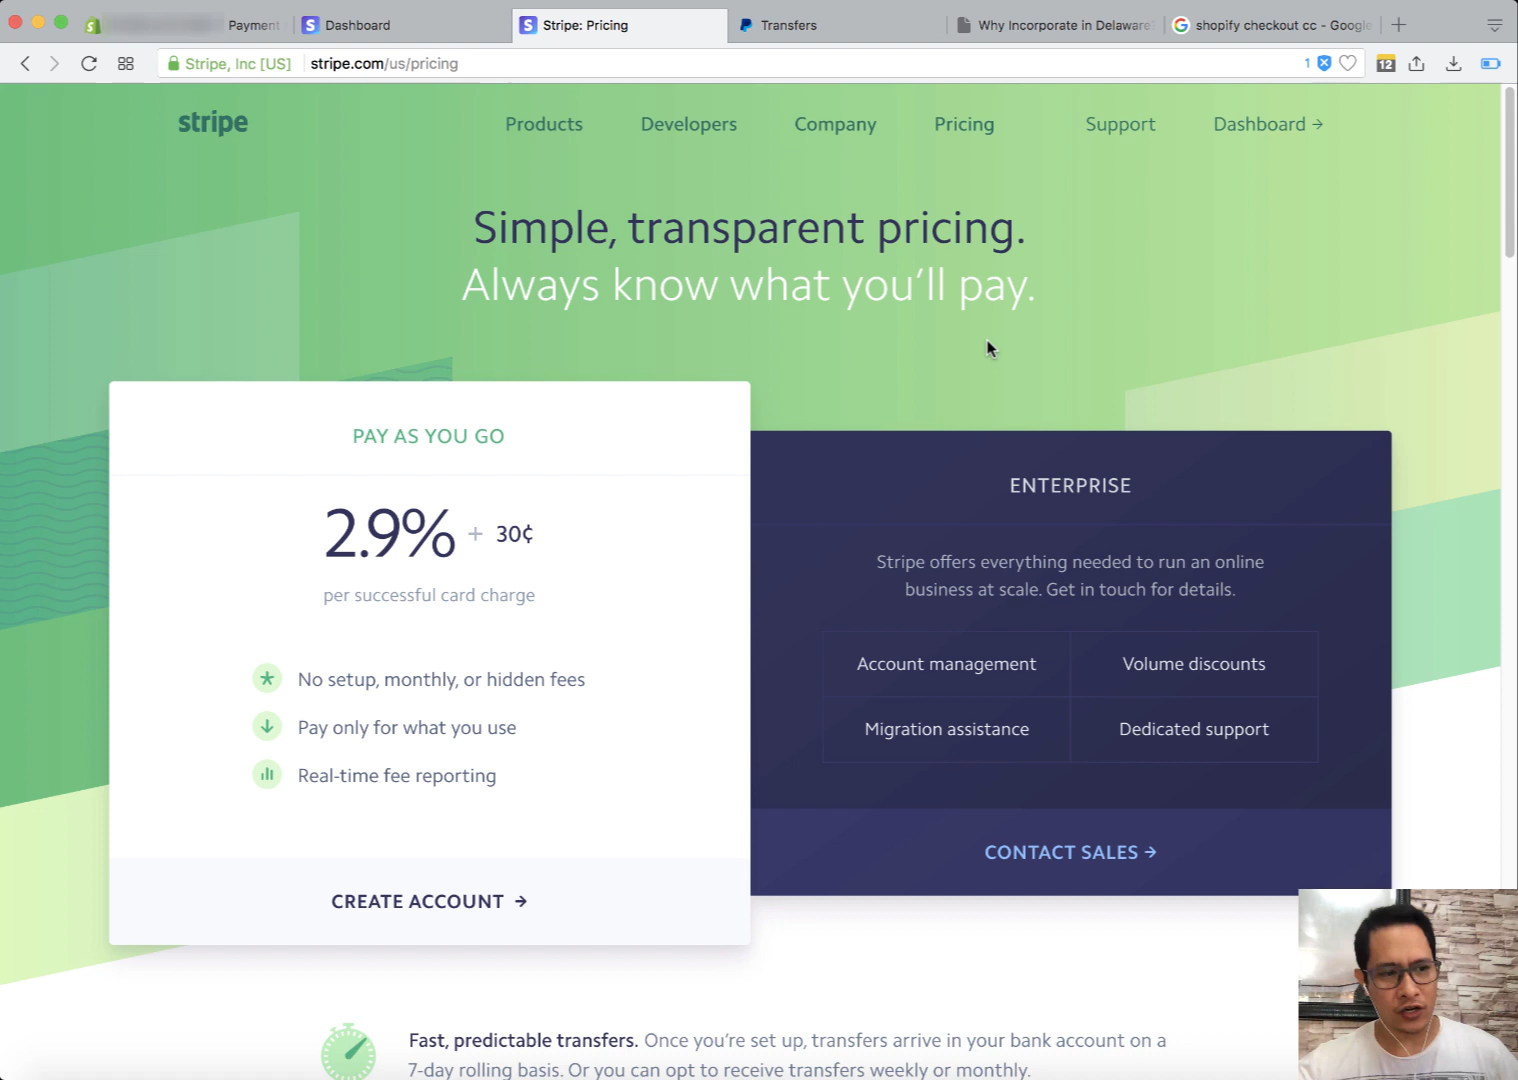 Payment
Dashboard
Stripe: Pricing
Transfers
Why Incorporate in Delaware
shopify checkout cc - Google
Stripe, Inc [US]
stripe.com/us/pricing
1
12
stripe
Products
Developers
Company
Pricing
Support
Dashboard →
Simple, transparent pricing.
Always know what you’ll pay.
PAY AS YOU GO
2.9% + 30¢
per successful card charge
No setup, monthly, or hidden fees
Pay only for what you use
Real-time fee reporting
CREATE ACCOUNT →
ENTERPRISE
Stripe offers everything needed to run an online
business at scale. Get in touch for details.
Account management
Volume discounts
Migration assistance
Dedicated support
CONTACT SALES →
Fast, predictable transfers. Once you’re set up, transfers arrive in your bank account on a
7-day rolling basis. Or you can opt to receive transfers weekly or monthly.